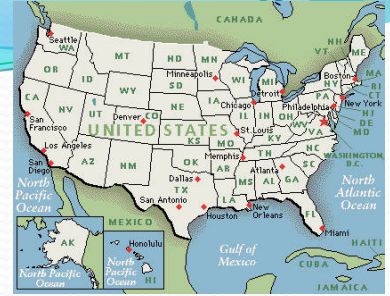 CANADA
Seattle
WA
MT
ND
MN
NH
VT
ME
OR
ID
Minneapolis
WI
MI
Boston
MA
WY
SD
NY
RI
CT
CA
NV
UT
Denver
CO
NE
IA
Chicago
Detroit
PA
Philadelphia
New York
NJ
DE
MD
San
Francisco
IL
IN
OH
WV
VA
UNITED STATES
KS
MO
St.Louis
KY
Los Angeles
San
Diego
AZ
NM
OK
AR
Memphis
TN
NC
SC
WASHINGTON,
D.C.
Dallas
TX
LA
MS
AL
GA
Atlanta
North
Pacific
Ocean
North
Atlantic
Ocean
San Antonio
Houston
New
Orleans
FL
Miami
MEXICO
Gulf of
Mexico
AK
North Pacific
Ocean
Honolulu
North
Pacific
Ocean
HI
CUBA
HAITI
JAMAICA